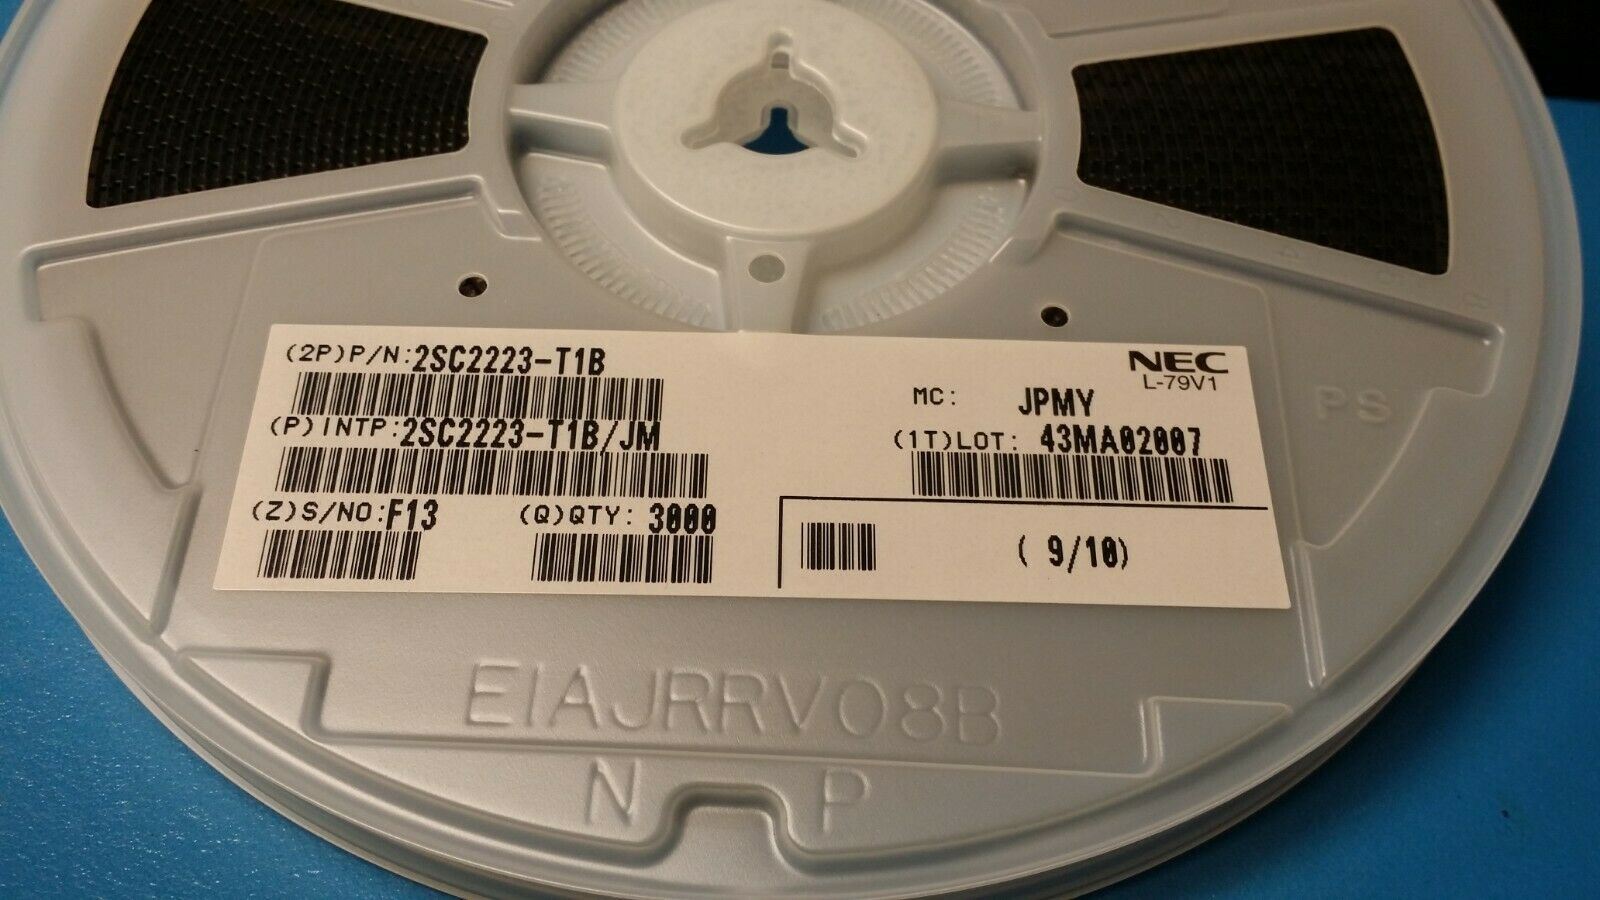 (2P)P/N:2SC2223-T1B
NEC
L-79V1
MC: JPMY
(P)INTP:2SC2223-T1B/JM
(1T)LOT: 43MA02007
(Z)S/NO:F13
(Q)QTY: 3000
( 9/10)
PS
EIAJRRV08B
N P